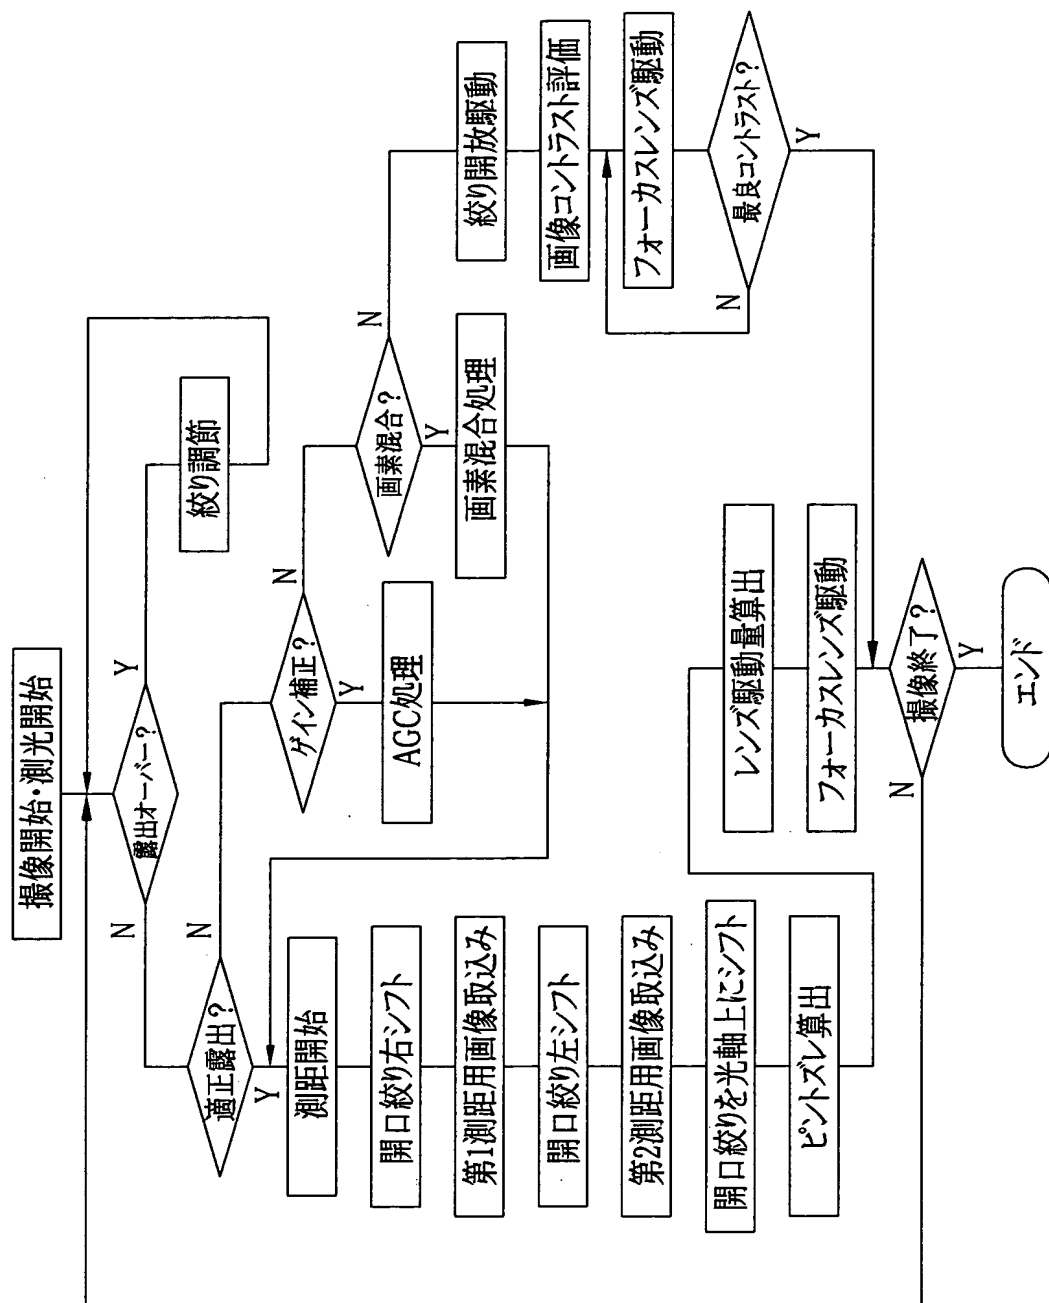 撮像開始・測光開始
露出オーバー?
Y
N
絞り調節
適正露出?
N
Y
ゲイン補正?
N
Y
AGC処理
画素混合?
N
Y
画素混合処理
絞り開放駆動
画像コントラスト評価
フォーカスレンズ駆動
最良コントラスト?
N
Y
測距開始
開口絞り右シフト
第1測距用画像取込み
開口絞り左シフト
第2測距用画像取込み
開口絞りを光軸上にシフト
ピントズレ算出
レンズ駆動量算出
フォーカスレンズ駆動
撮像終了?
N
Y
エンド